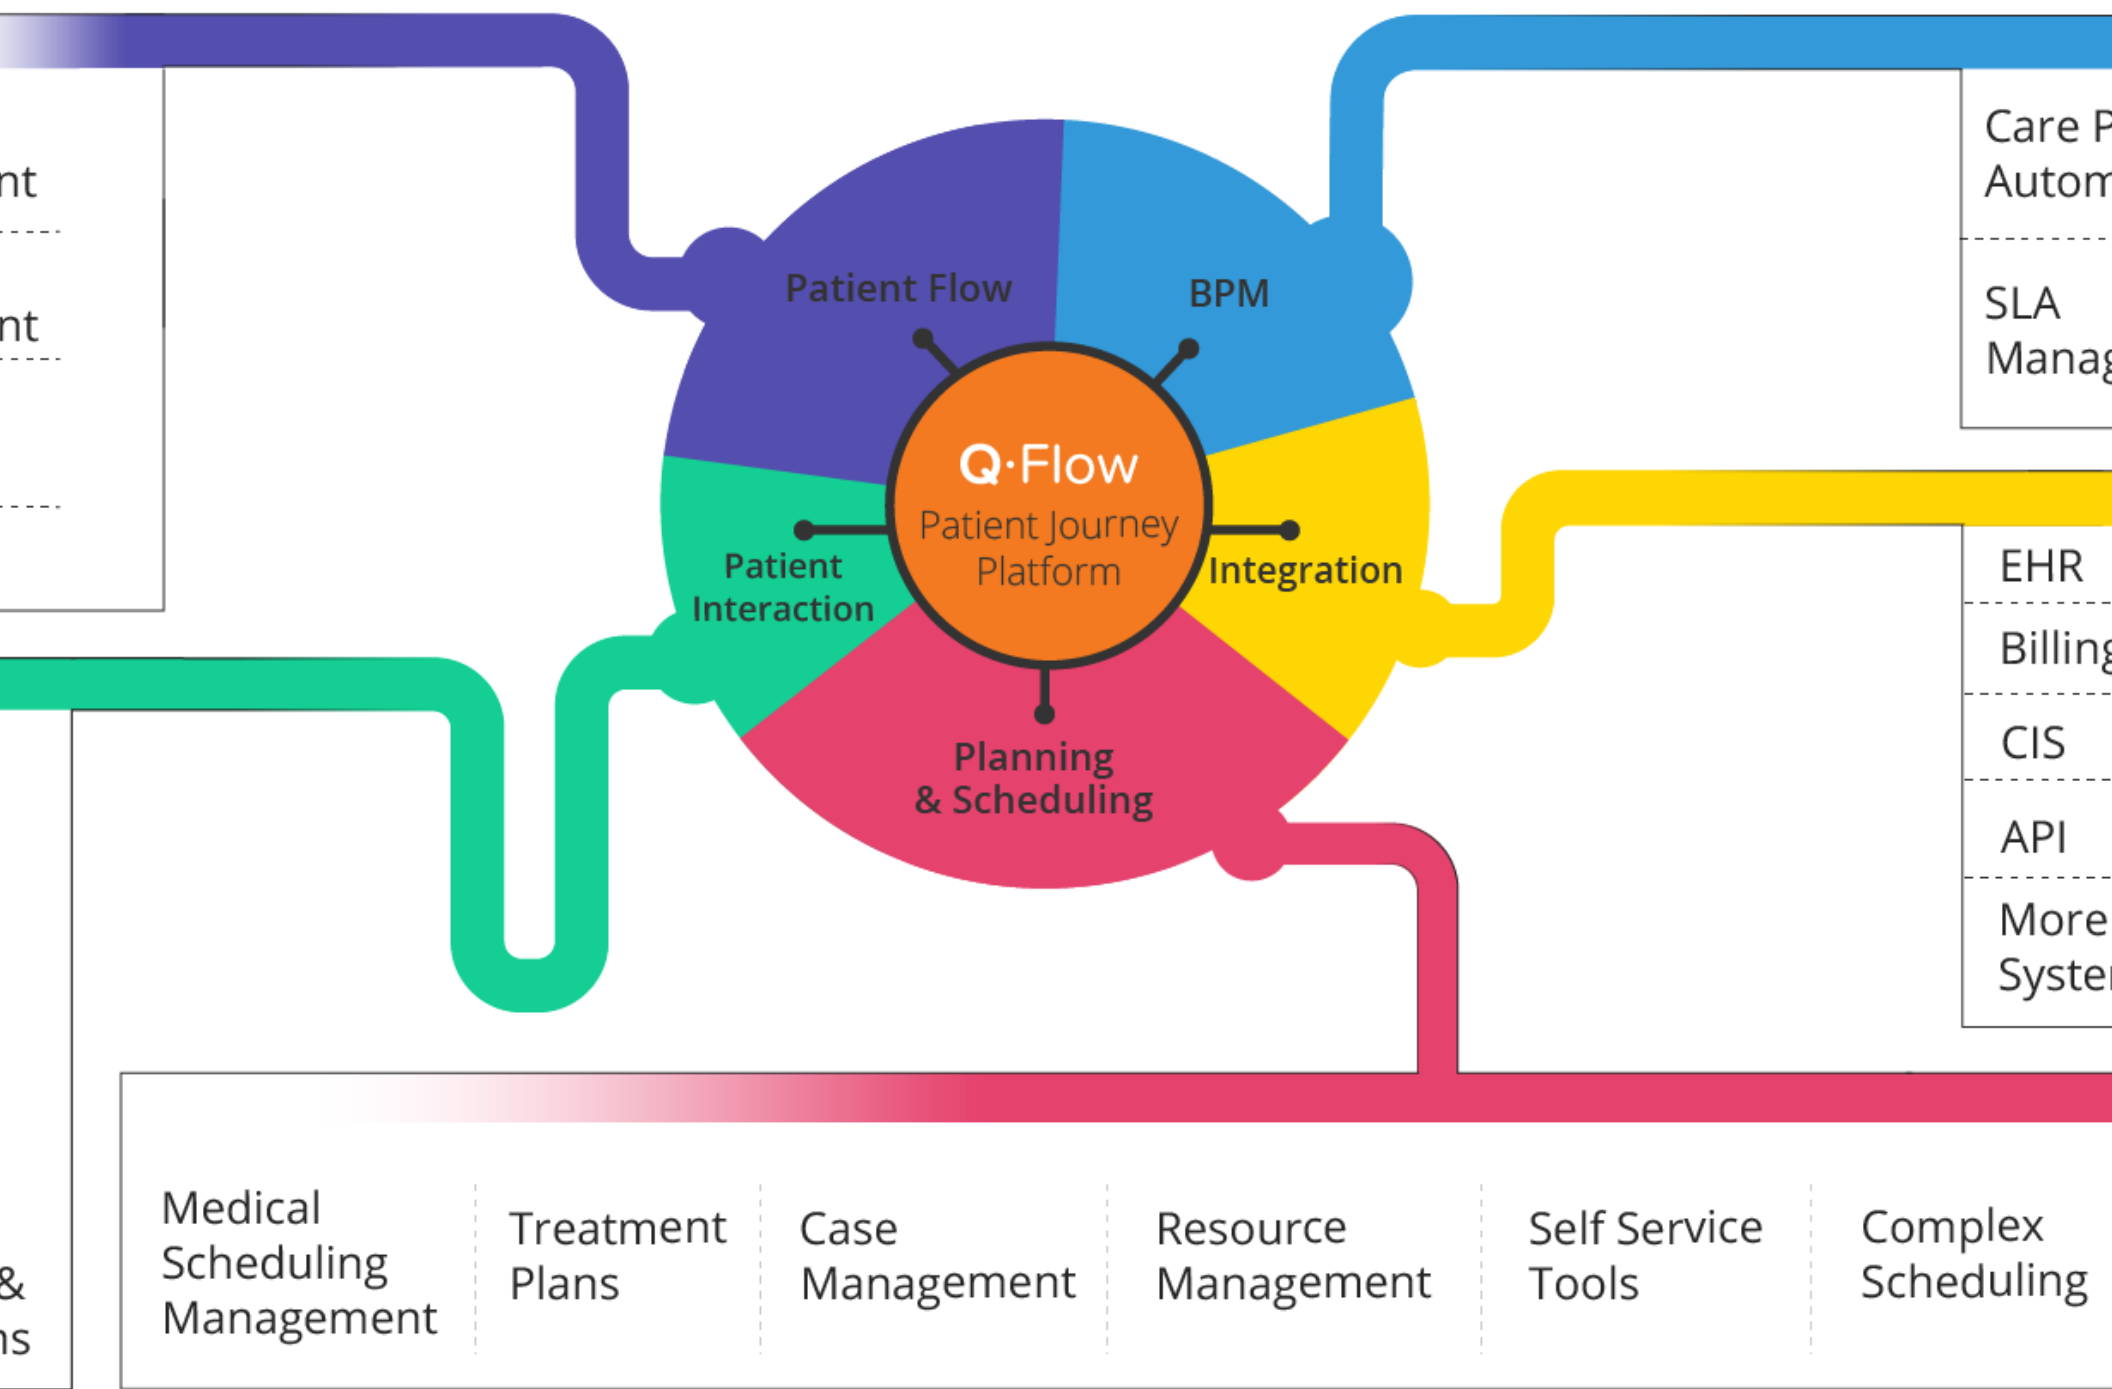 Patient Flow
BPM
Q·Flow
Patient Journey
Platform
Patient
Interaction
Integration
Planning
& Scheduling
nt
nt
Care P
Autom
SLA
Manag
EHR
Billing
CIS
API
More
System
&
ns
Medical
Scheduling
Management
Treatment
Plans
Case
Management
Resource
Management
Self Service
Tools
Complex
Scheduling